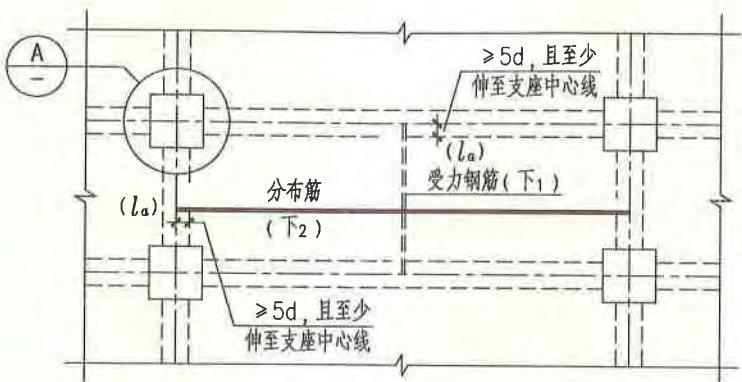 A
—
≥5d，且至少
伸至支座中心线
(la)
受力钢筋(下1)
(la)
分布筋
(下2)
≥5d，且至少
伸至支座中心线